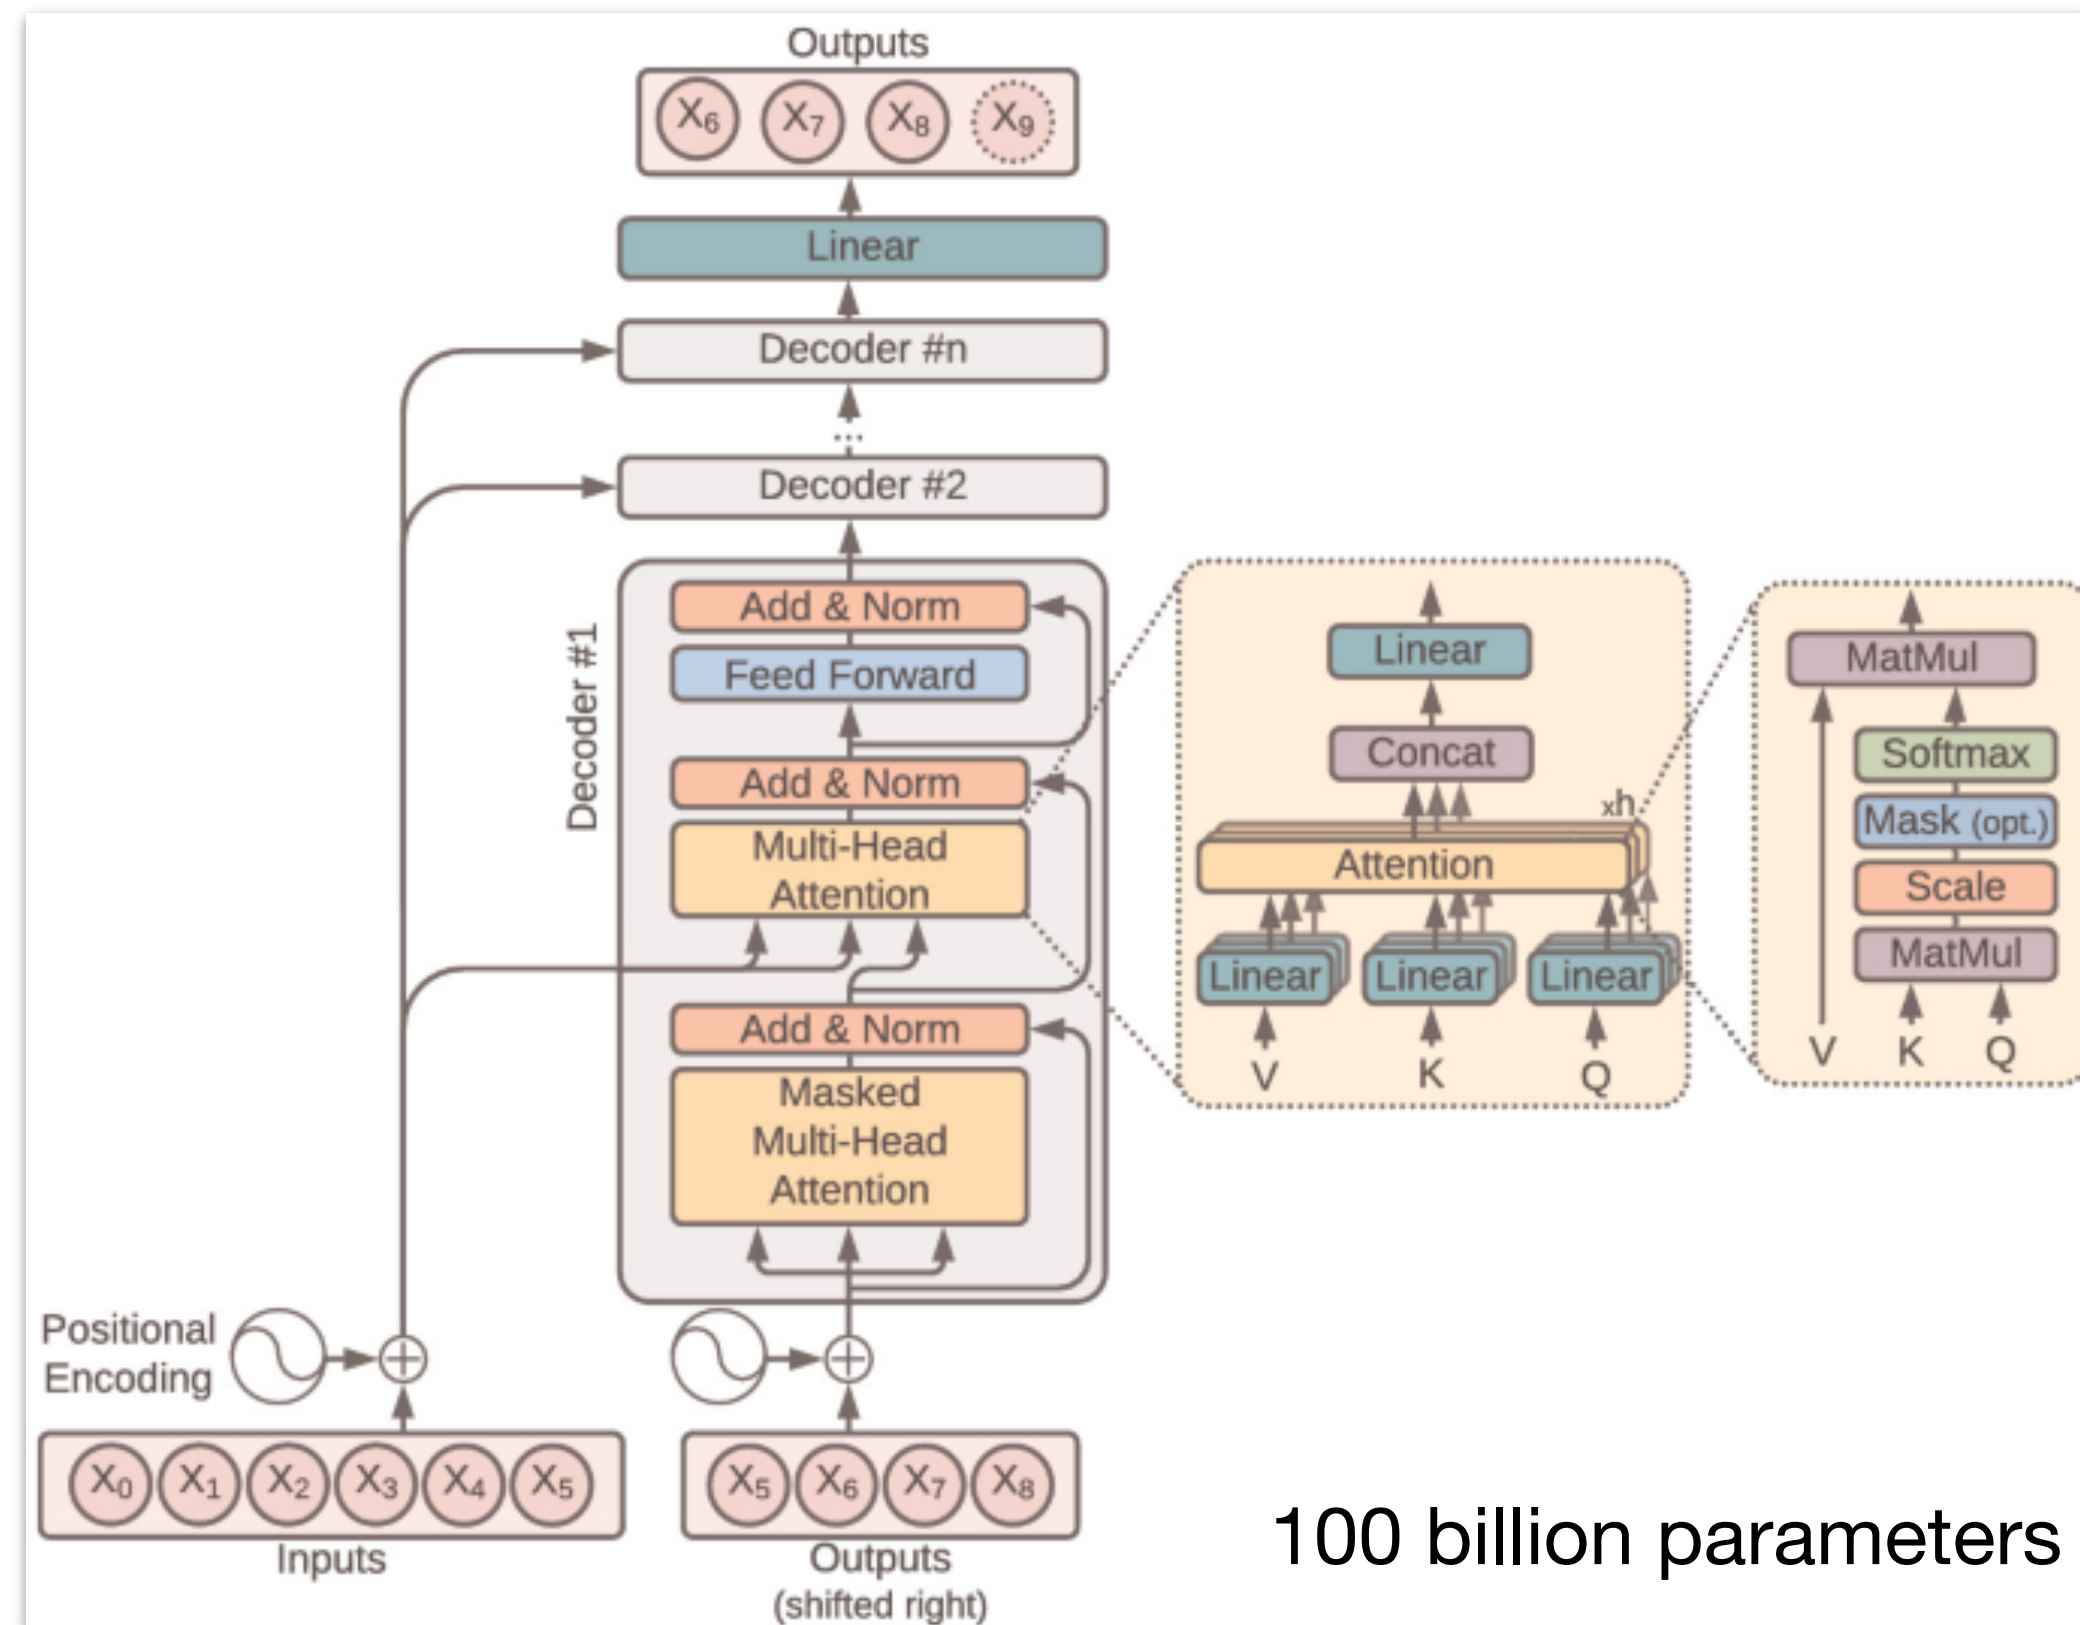 Outputs
X6 X7 X8 X9
Linear
Decoder #n
Decoder #2
Decoder #1
Add & Norm
Feed Forward
Add & Norm
Multi-Head
Attention
Add & Norm
Masked
Multi-Head
Attention
Linear
Concat
xh
Attention
Linear Linear Linear
V K Q
MatMul
Softmax
Mask (opt.)
Scale
MatMul
V K Q
Positional
Encoding
X0 X1 X2 X3 X4 X5
Inputs
X5 X6 X7 X8
Outputs
(shifted right)
100 billion parameters